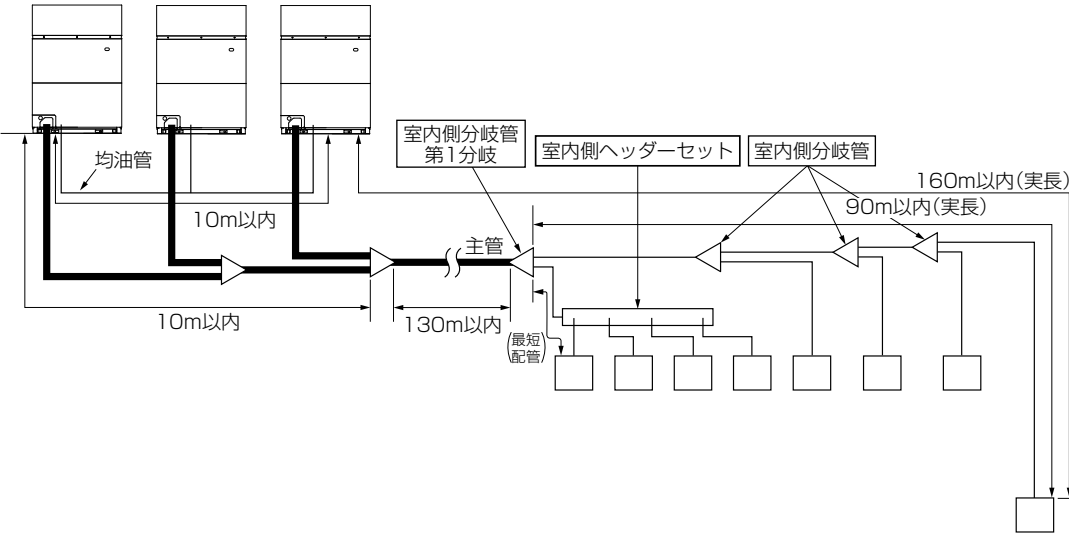 室内側分岐管
第1分岐
室内側ヘッダーセット
室内側分岐管
均油管
160m以内(実長)
90m以内(実長)
10m以内
主管
10m以内
130m以内
(最短
配管)